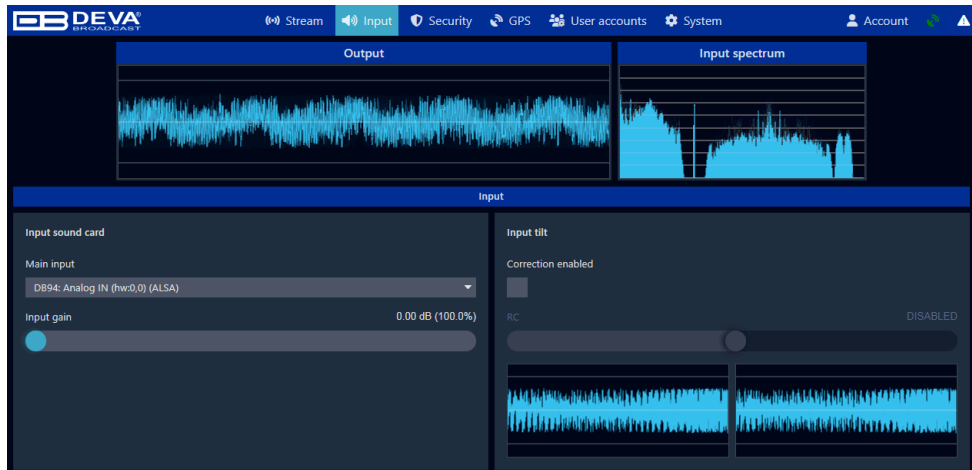 DEVA®
BROADCAST
Stream
Input
Security
GPS
User accounts
System
Account
Output
Input spectrum
Input
Input sound card
Main input
DB94: Analog IN (hw:0,0) (ALSA)
Input gain
0.00 dB (100.0%)
Input tilt
Correction enabled
RC
DISABLED